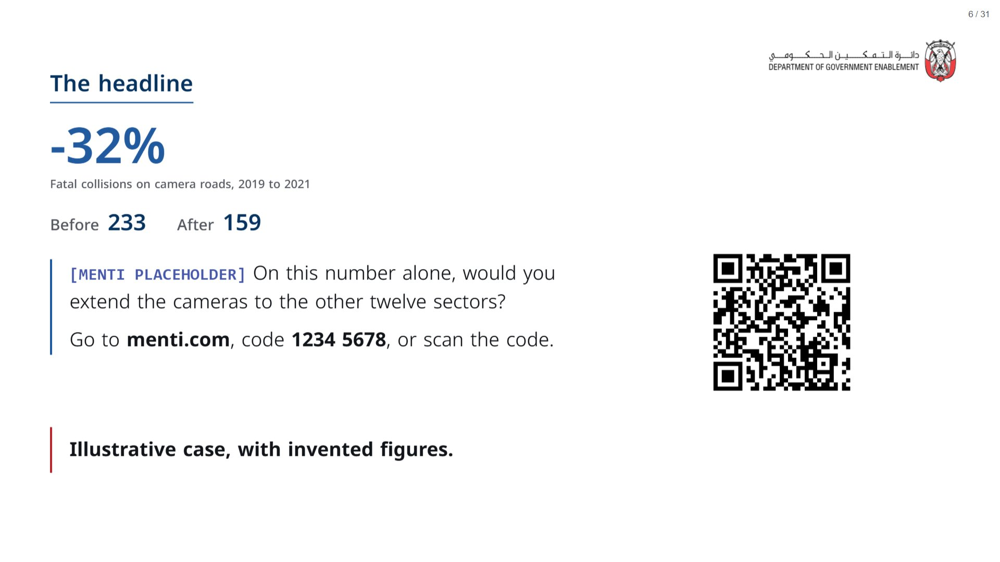 6 / 31
دائرة التمكين الحكومي
DEPARTMENT OF GOVERNMENT ENABLEMENT
The headline
-32%
Fatal collisions on camera roads, 2019 to 2021
Before 233 After 159
[MENTI PLACEHOLDER] On this number alone, would you
extend the cameras to the other twelve sectors?
Go to menti.com, code 1234 5678, or scan the code.
Illustrative case, with invented figures.